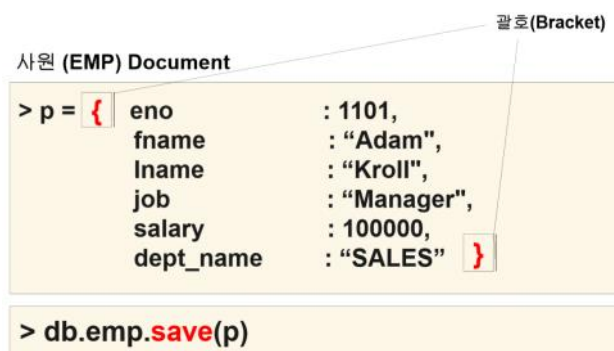 괄호(Bracket)
사원 (EMP) Document
> p = { eno : 1101,
fname : “Adam",
lname : “Kroll",
job : “Manager",
salary : 100000,
dept_name : “SALES” }
> db.emp.save(p)